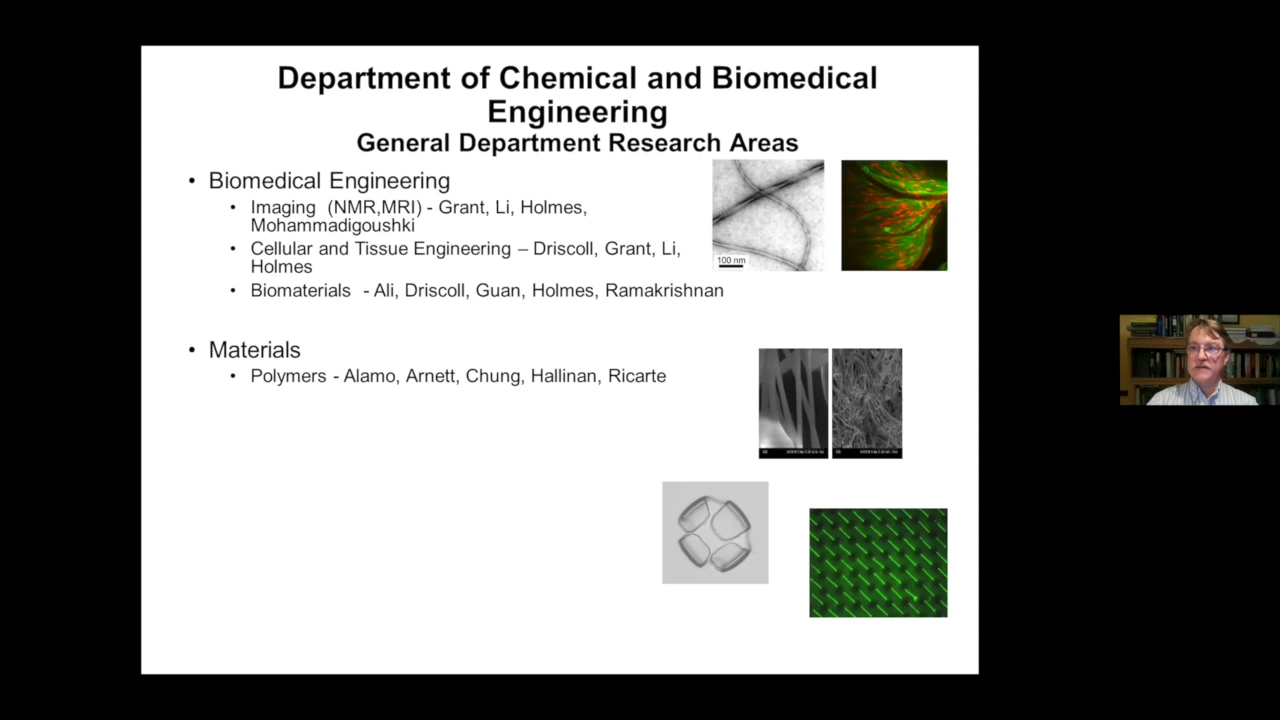 Department of Chemical and Biomedical
Engineering
General Department Research Areas
• Biomedical Engineering
• Imaging (NMR,MRI) - Grant, Li, Holmes,
Mohammadigoushki
• Cellular and Tissue Engineering – Driscoll, Grant, Li,
Holmes
• Biomaterials - Ali, Driscoll, Guan, Holmes, Ramakrishnan
100 nm
• Materials
• Polymers - Alamo, Arnett, Chung, Hallinan, Ricarte